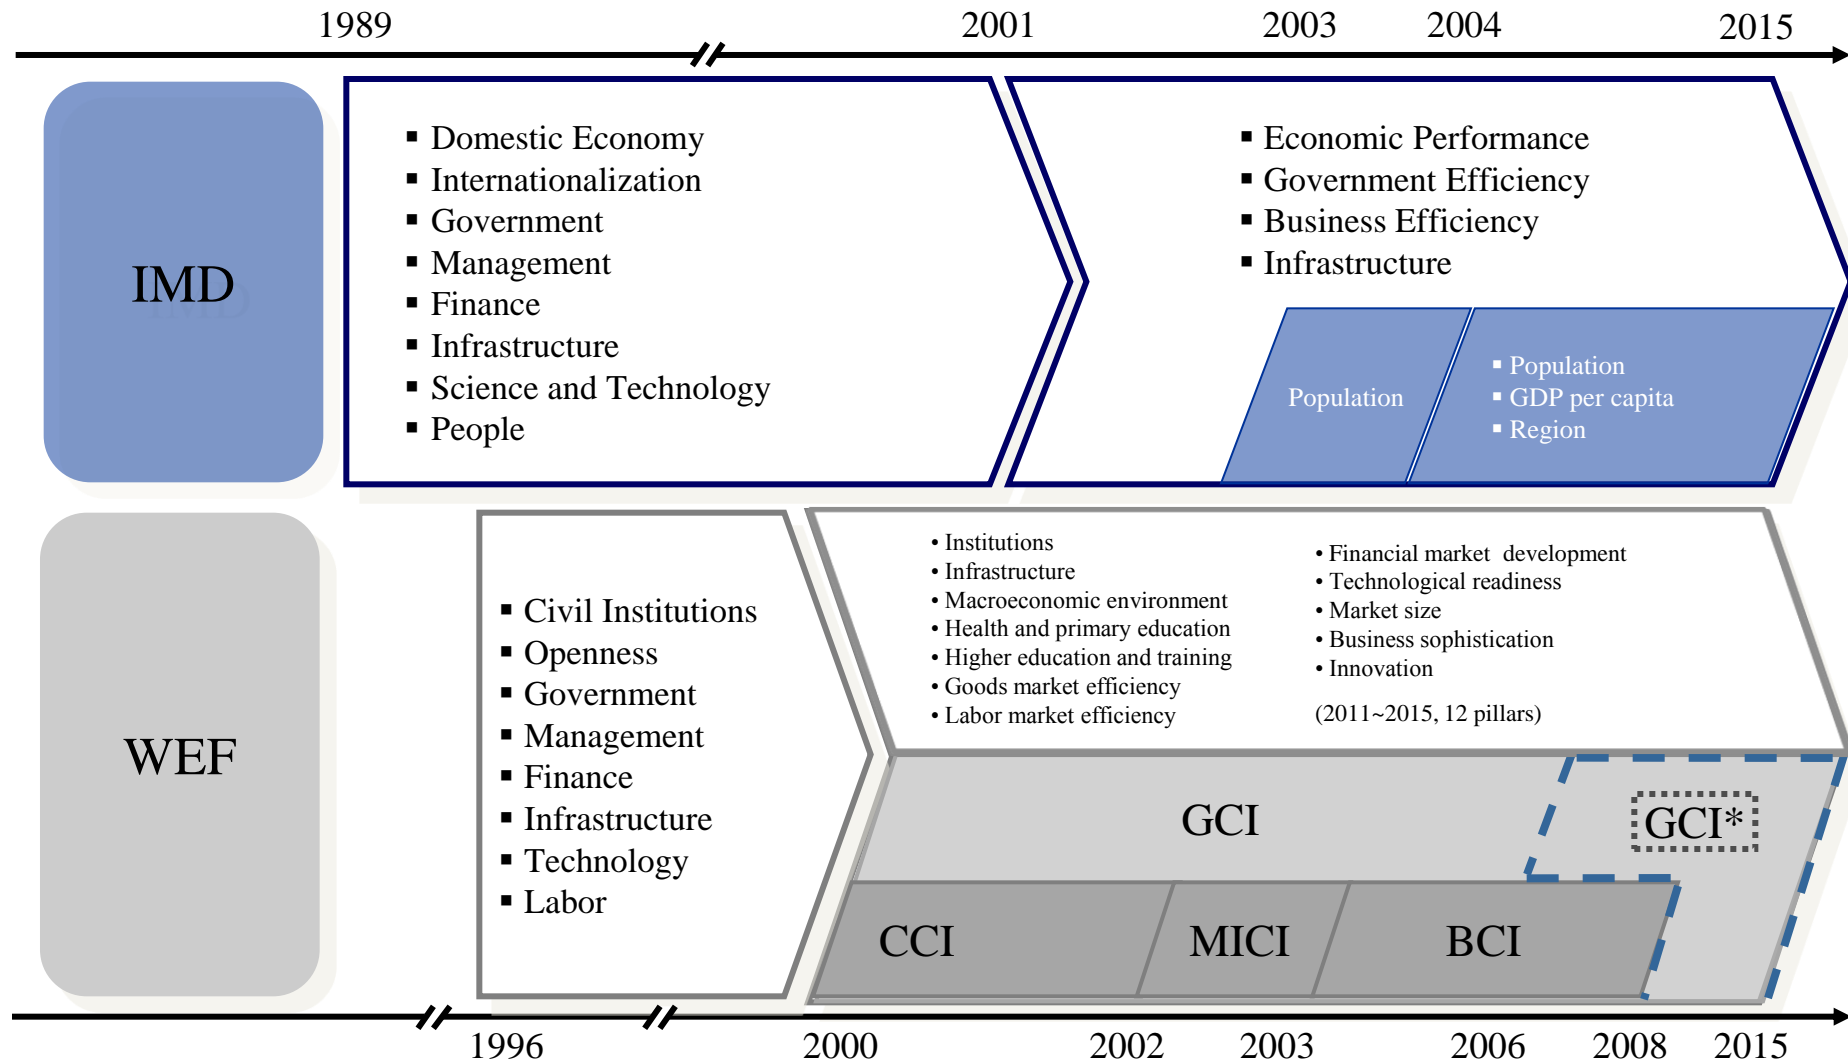 1989 2001 2003 2004 2015
IMD
▪ Domestic Economy
▪ Internationalization
▪ Government
▪ Management
▪ Finance
▪ Infrastructure
▪ Science and Technology
▪ People
▪ Economic Performance
▪ Government Efficiency
▪ Business Efficiency
▪ Infrastructure
Population
▪ Population
▪ GDP per capita
▪ Region
WEF
▪ Civil Institutions
▪ Openness
▪ Government
▪ Management
▪ Finance
▪ Infrastructure
▪ Technology
▪ Labor
• Institutions
• Infrastructure
• Macroeconomic environment
• Health and primary education
• Higher education and training
• Goods market efficiency
• Labor market efficiency
• Financial market development
• Technological readiness
• Market size
• Business sophistication
• Innovation
(2011~2015, 12 pillars)
GCI
GCI*
CCI
MICI
BCI
1996 2000 2002 2003 2006 2008 2015